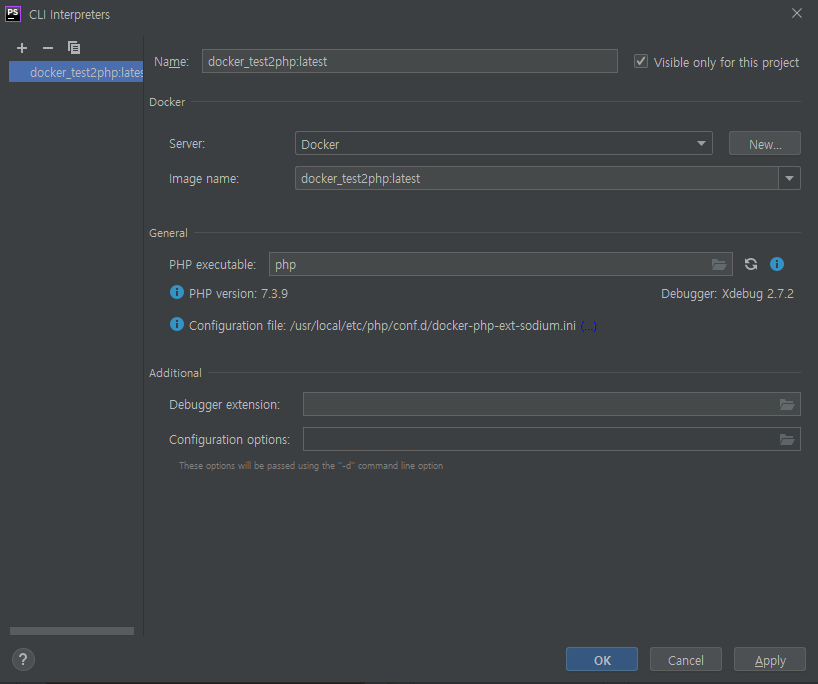 PS CLI Interpreters
docker_test2php:lates
Name: docker_test2php:latest Visible only for this project
Docker
Server: Docker New...
Image name: docker_test2php:latest
General
PHP executable: php
PHP version: 7.3.9 Debugger: Xdebug 2.7.2
Configuration file: /usr/local/etc/php/conf.d/docker-php-ext-sodium.ini (...)
Additional
Debugger extension:
Configuration options:
These options will be passed using the "-d" command line option
? OK Cancel Apply